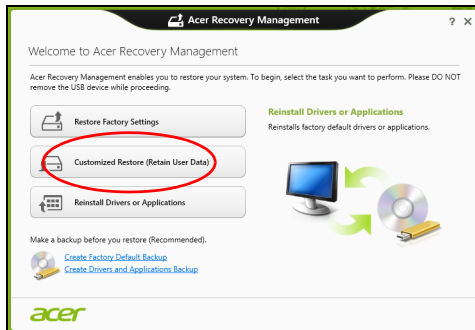 Acer Recovery Management
? X
Welcome to Acer Recovery Management
Acer Recovery Management enables you to restore your system. To begin, select the task you want to perform. Please DO NOT
remove the USB device while proceeding.
Restore Factory Settings
Customized Restore (Retain User Data)
Reinstall Drivers or Applications
Reinstall Drivers or Applications
Reinstalls factory default drivers or applications.
Make a backup before you restore (Recommended).
Create Factory Default Backup
Create Drivers and Applications Backup
acer